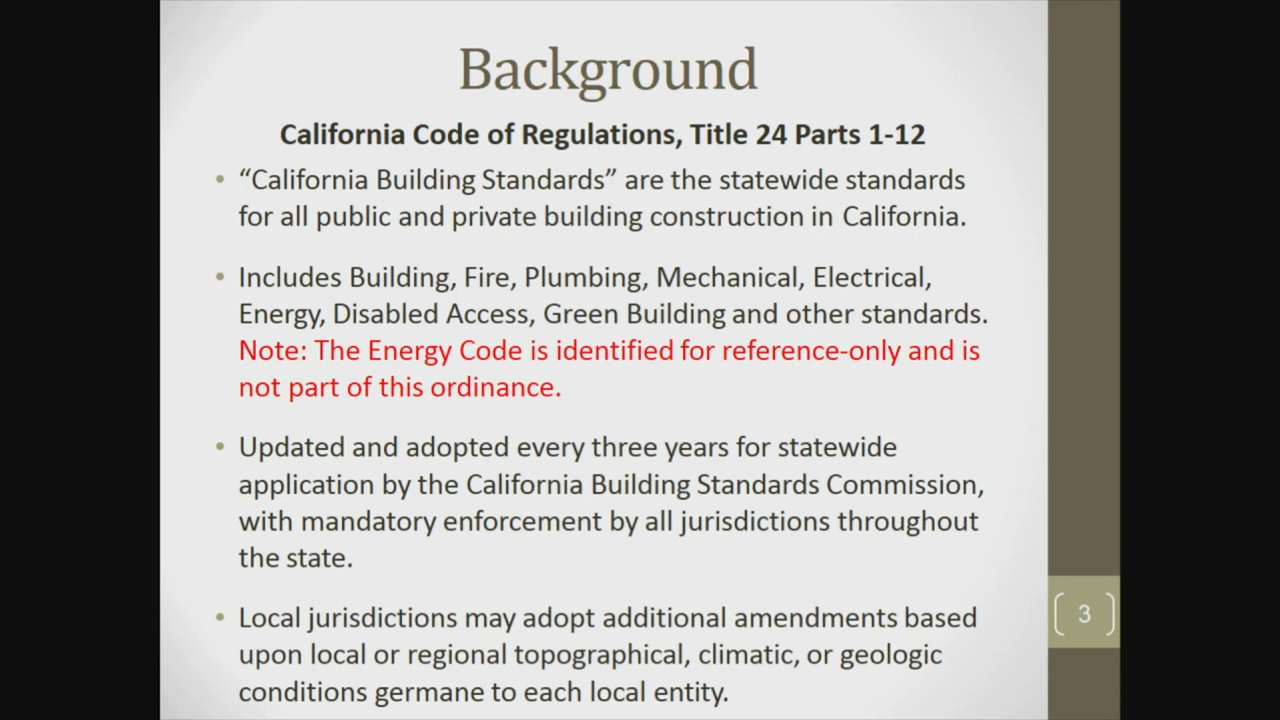 Background
California Code of Regulations, Title 24 Parts 1-12
• “California Building Standards” are the statewide standards
for all public and private building construction in California.
• Includes Building, Fire, Plumbing, Mechanical, Electrical,
Energy, Disabled Access, Green Building and other standards.
Note: The Energy Code is identified for reference-only and is
not part of this ordinance.
• Updated and adopted every three years for statewide
application by the California Building Standards Commission,
with mandatory enforcement by all jurisdictions throughout
the state.
• Local jurisdictions may adopt additional amendments based
upon local or regional topographical, climatic, or geologic
conditions germane to each local entity.
3